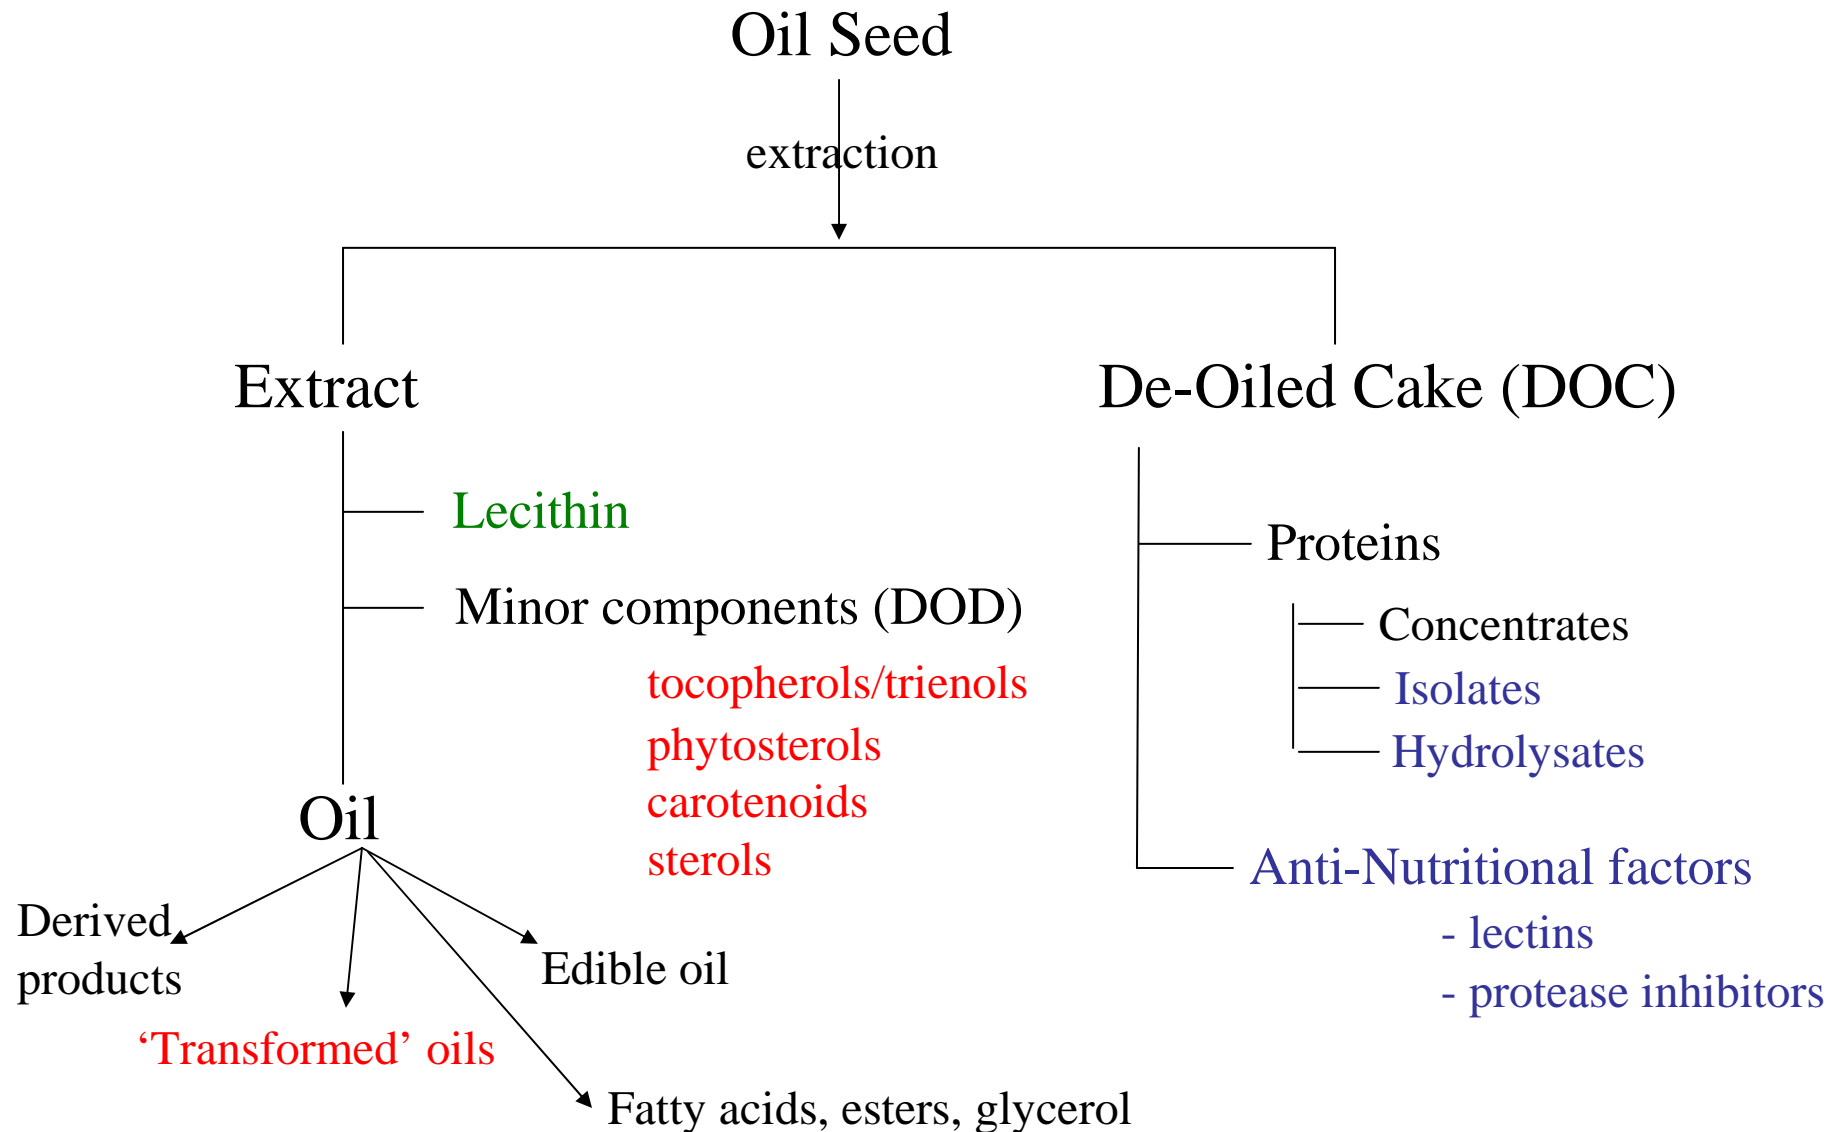 Oil Seed
extraction
Extract
De-Oiled Cake (DOC)
Lecithin
Minor components (DOD)
tocopherols/trienols
phytosterols
carotenoids
sterols
Oil
Derived
products
‘Transformed’ oils
Edible oil
Fatty acids, esters, glycerol
Proteins
Concentrates
Isolates
Hydrolysates
Anti-Nutritional factors
- lectins
- protease inhibitors